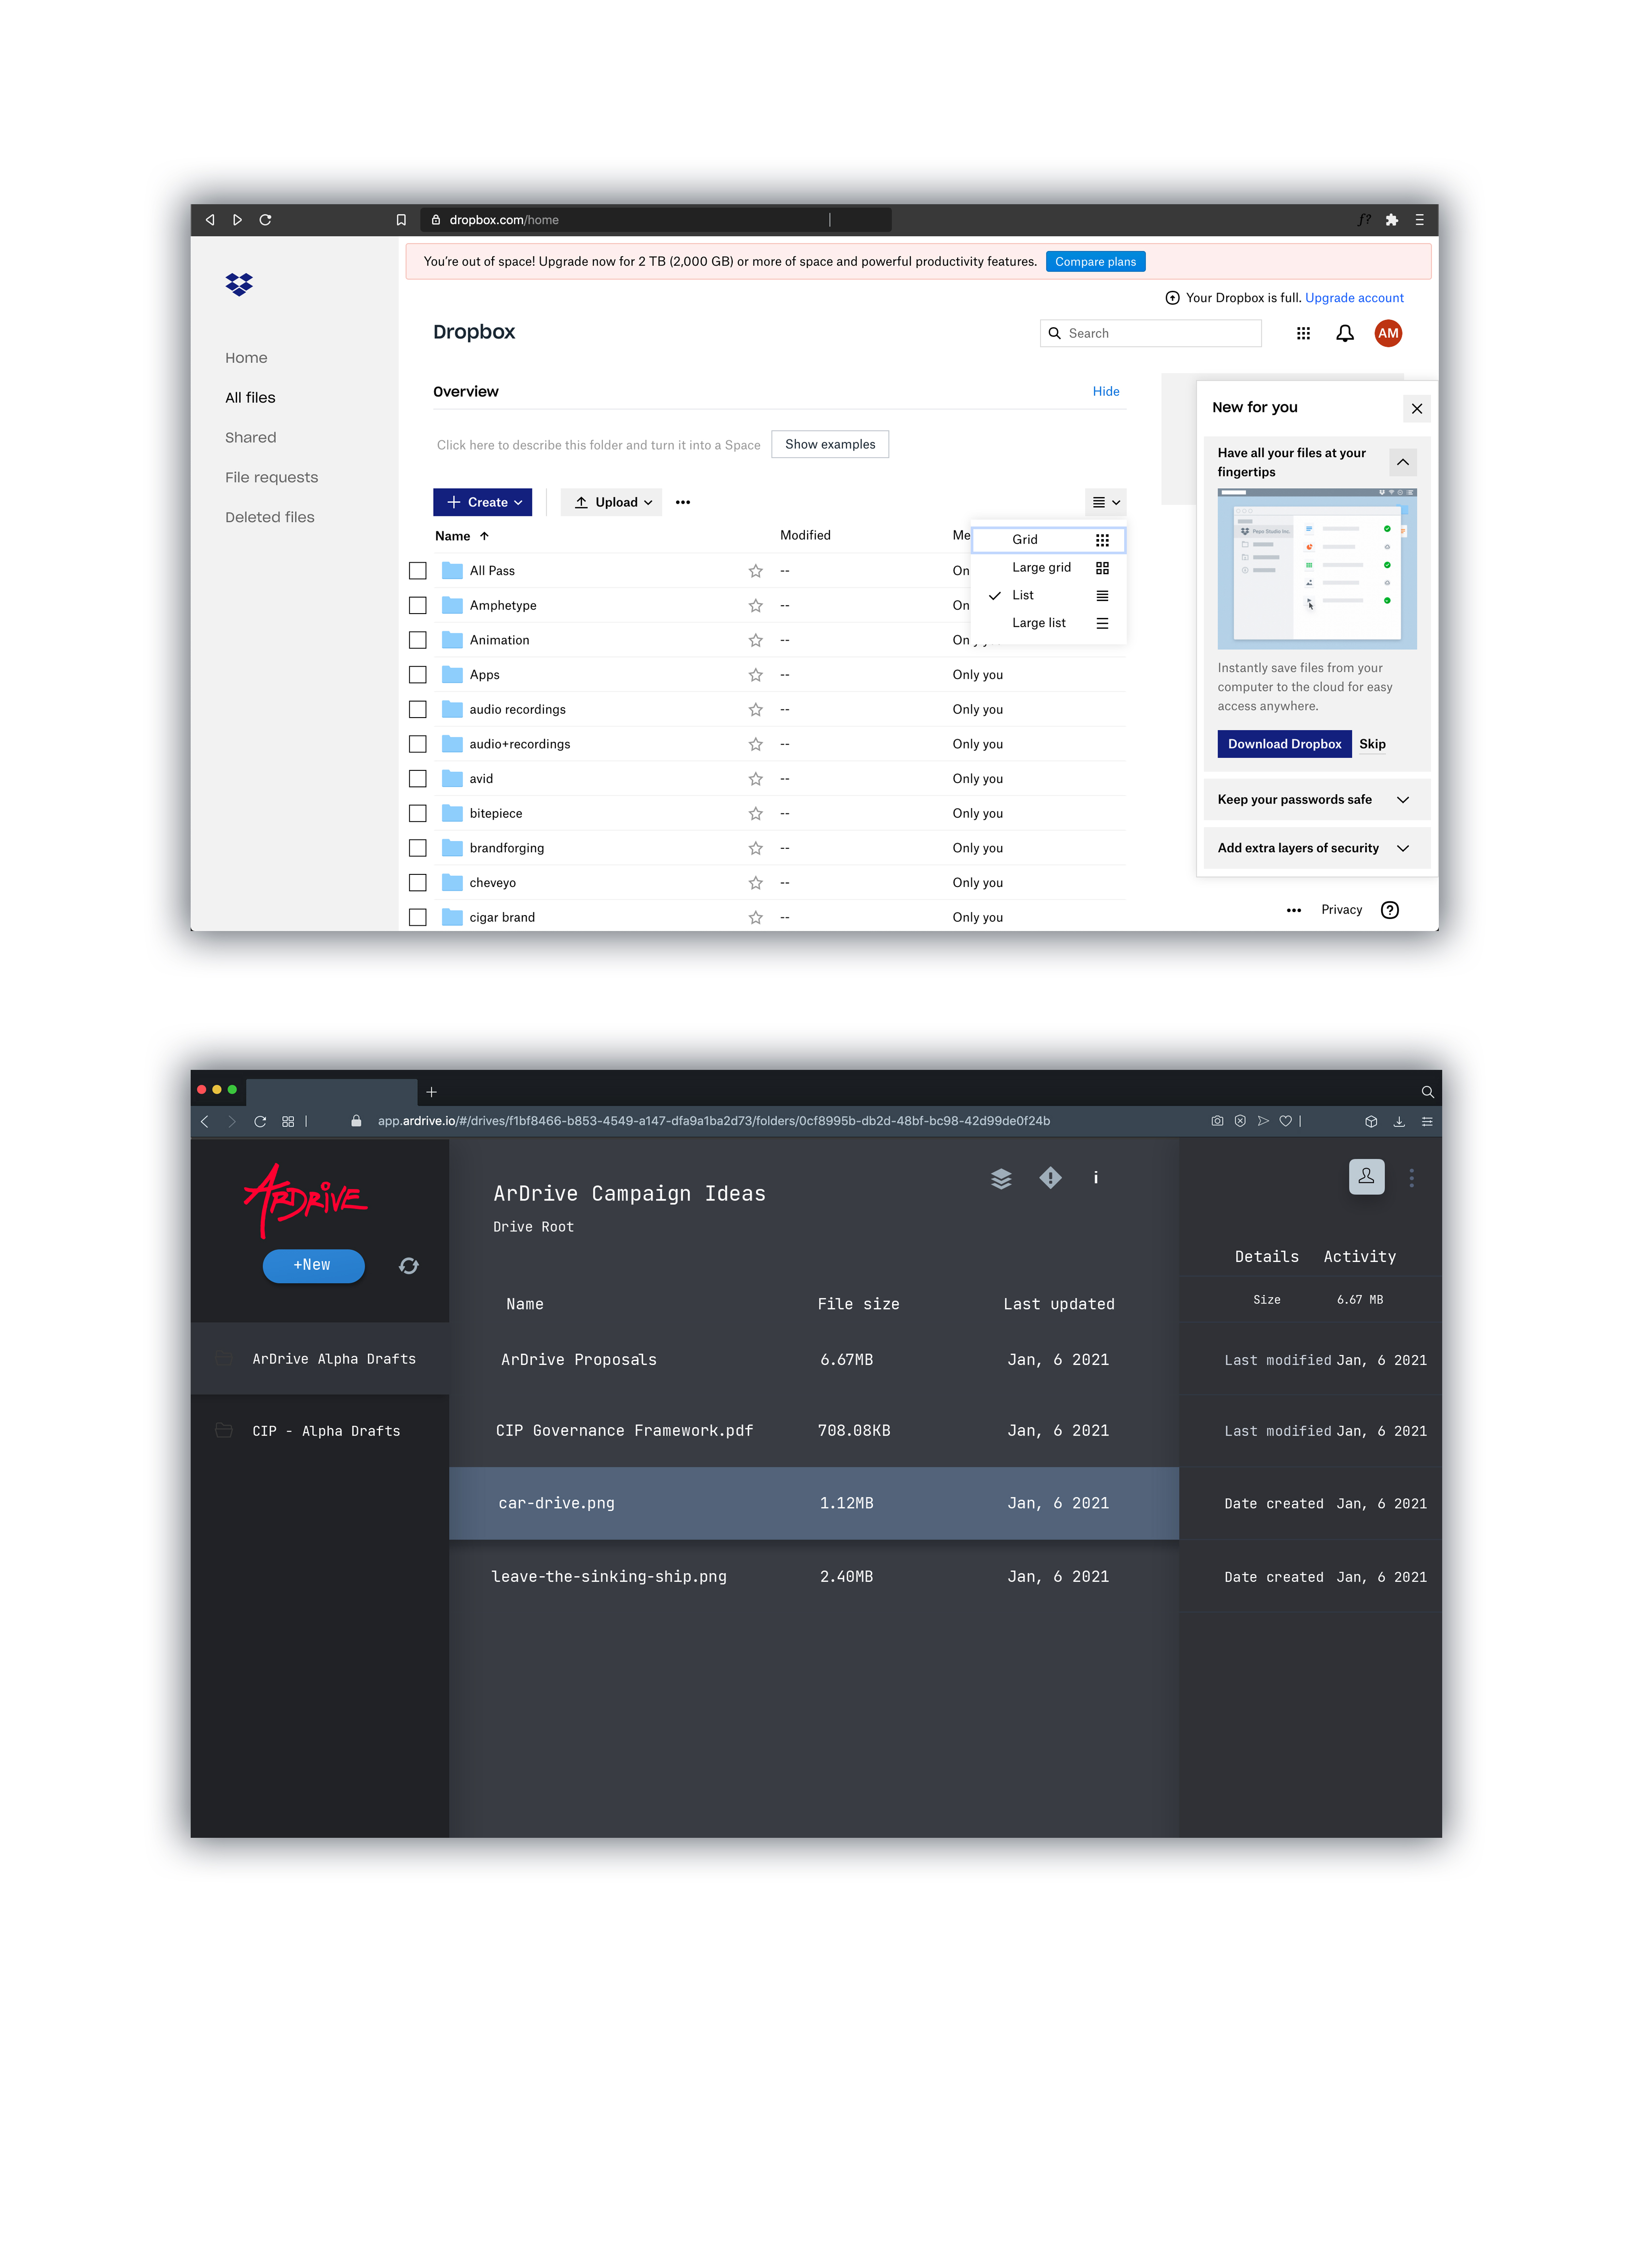 dropbox.com/home
f?
You're out of space! Upgrade now for 2 TB (2,000 GB) or more of space and powerful productivity features. Compare plans
Your Dropbox is full. Upgrade account
Dropbox
Search
AM
Home
All files
Shared
File requests
Deleted files
Overview
Hide
Click here to describe this folder and turn it into a Space
Show examples
Create
Upload
Name
Modified
Me
Grid
Large grid
List
Large list
All Pass -- On
Amphetype -- On
Animation -- On
Apps -- Only you
audio recordings -- Only you
audio+recordings -- Only you
avid -- Only you
bitepiece -- Only you
brandforging -- Only you
cheveyo -- Only you
cigar brand -- Only you
New for you
Have all your files at your
fingertips
Paps Studio Inc.
Instantly save files from your
computer to the cloud for easy
access anywhere.
Download Dropbox Skip
Keep your passwords safe
Add extra layers of security
Privacy
app.ardrive.io/#/drives/f1bf8466-b853-4549-a147-dfa9a1ba2d73/folders/0cf8995b-db2d-48bf-bc98-42d99de0f24b
ARDRIVE
+New
ArDrive Alpha Drafts
CIP - Alpha Drafts
ArDrive Campaign Ideas
Drive Root
Name File size Last updated
ArDrive Proposals 6.67MB Jan, 6 2021
CIP Governance Framework.pdf 708.08KB Jan, 6 2021
car-drive.png 1.12MB Jan, 6 2021
leave-the-sinking-ship.png 2.40MB Jan, 6 2021
Details Activity
Size 6.67 MB
Last modified Jan, 6 2021
Last modified Jan, 6 2021
Date created Jan, 6 2021
Date created Jan, 6 2021